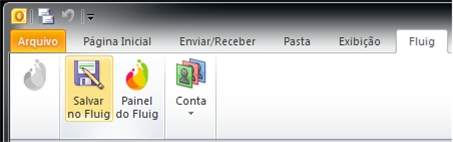 Arquivo Página Inicial Enviar/Receber Pasta Exibição Fluig
Salvar
no Fluig
Painel
do Fluig
Conta